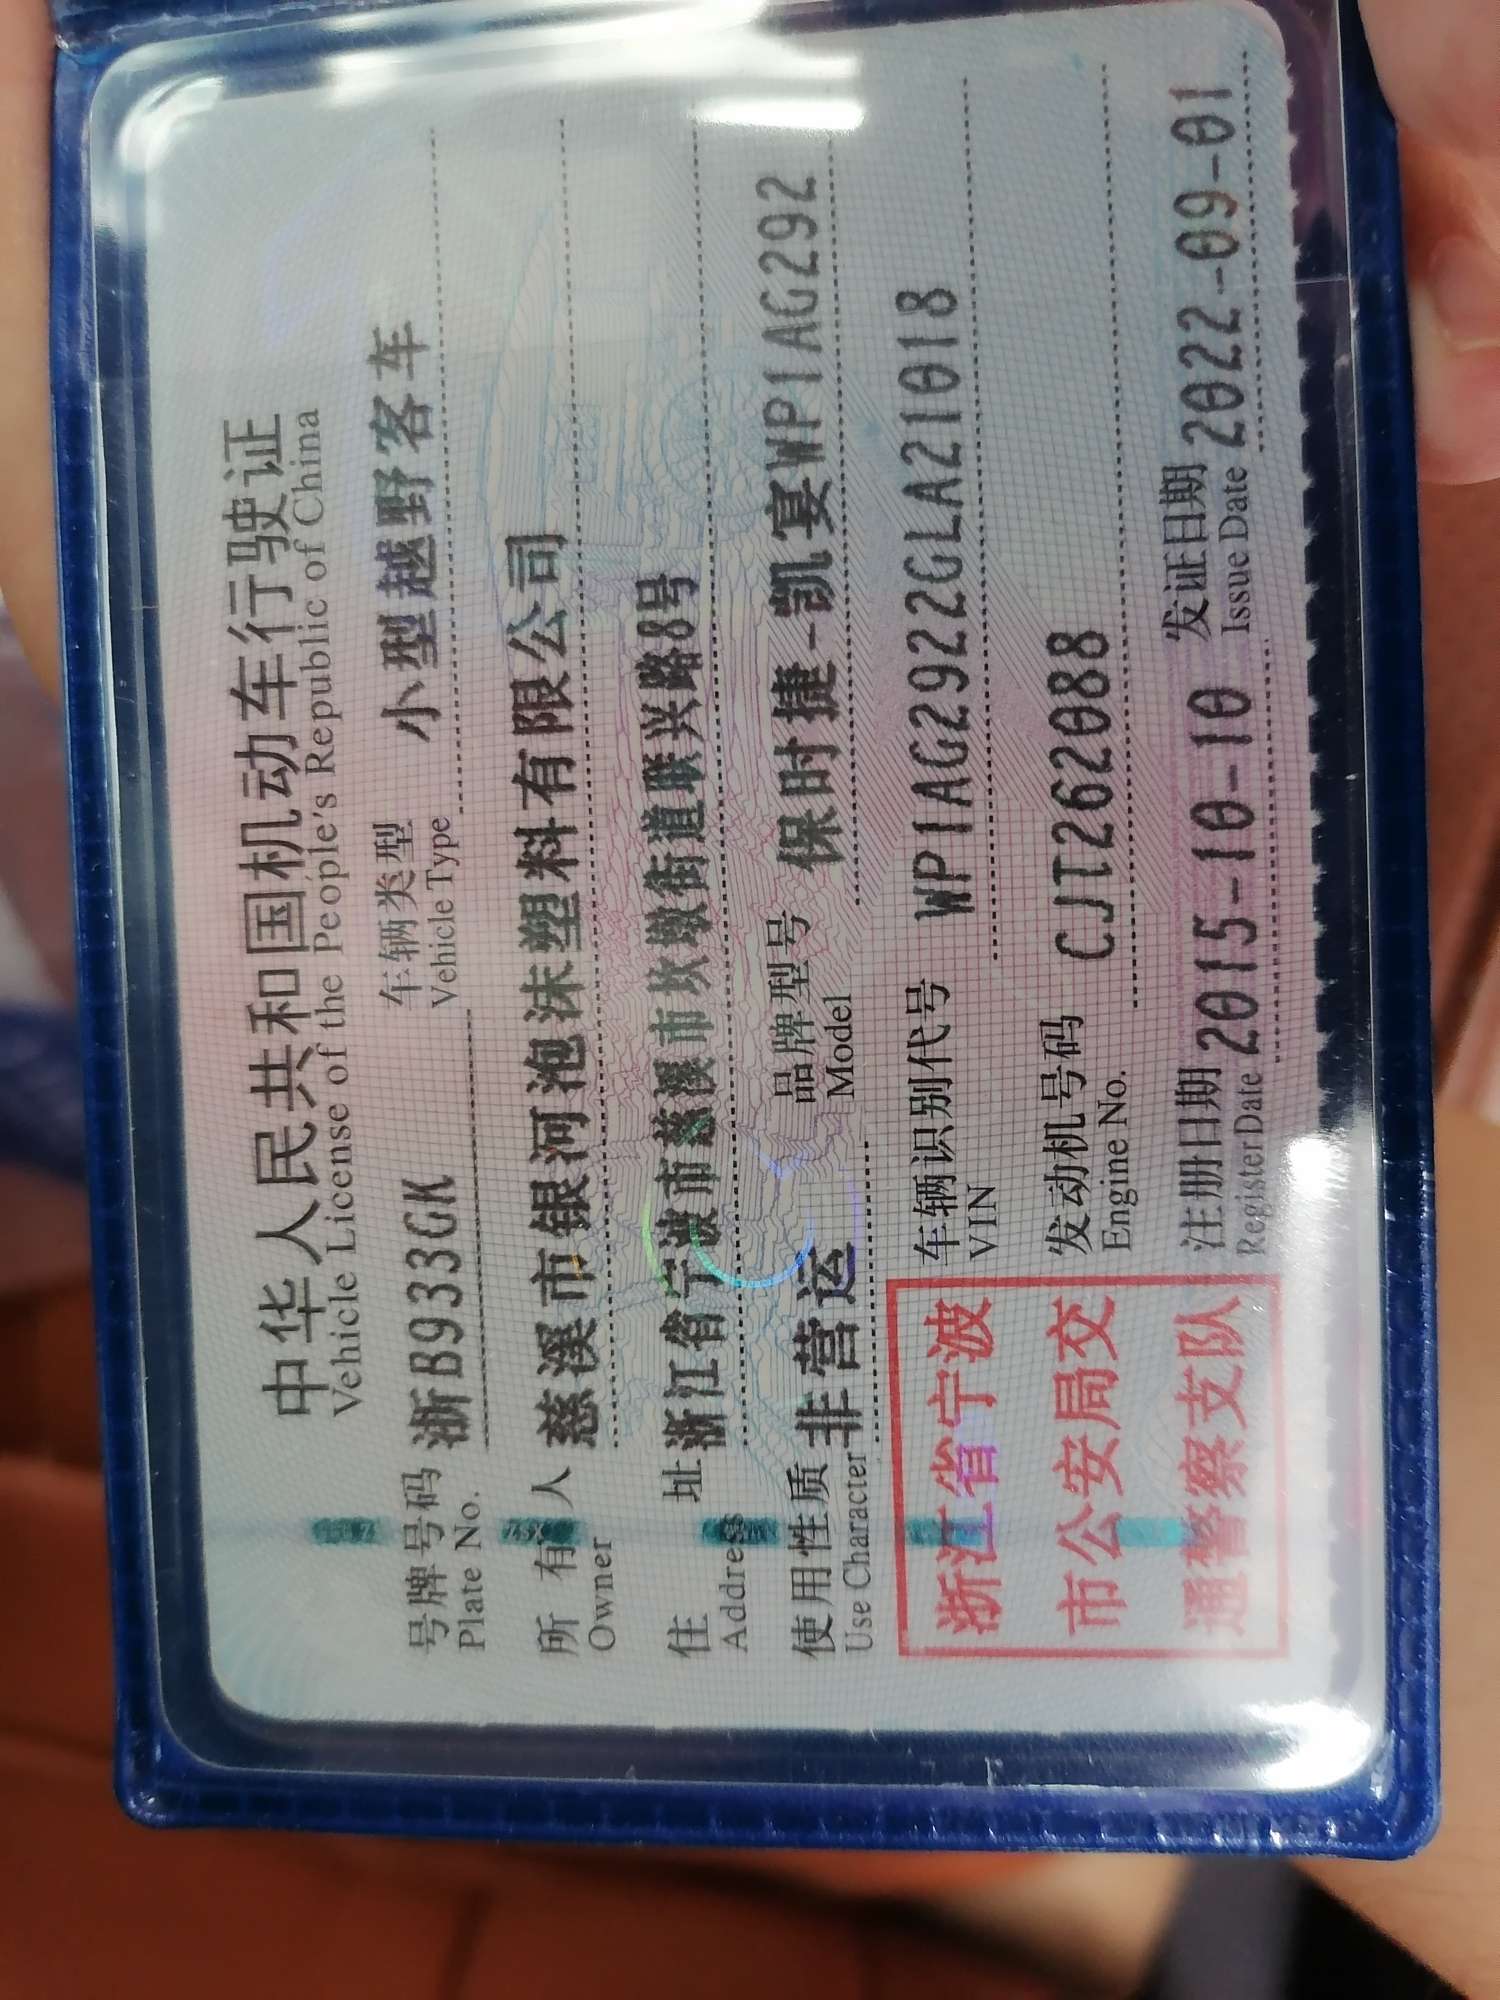 中华人民共和国机动车行驶证
Vehicle License of the People's Republic of China
号牌号码 浙B933GK 车辆类型 小型越野客车
Plate No. Vehicle Type
所有人 慈溪市银河泡沫塑料有限公司
Owner
住址 浙江省宁波市慈溪市坎墩街道联兴路8号
Address
使用性质 非营运 品牌型号 保时捷-凯宴WP1AG292
Use Character Model
车辆识别代号 WP1AG2922GLA21018
VIN
发动机号码 CJT262088
Engine No.
注册日期 2015-10-10 发证日期 2022-09-01
Register Date Issue Date
浙江省宁波
市公安局交
通警察支队